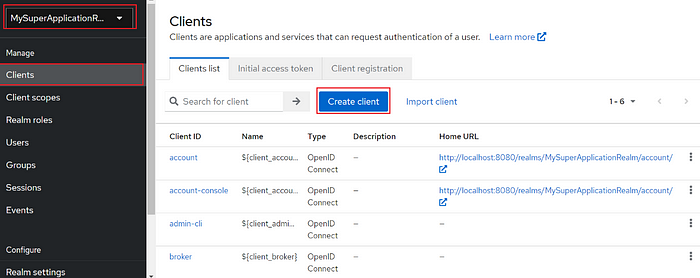 MySuperApplicationRe...
Manage
Clients
Client scopes
Realm roles
Users
Groups
Sessions
Events
Configure
Realm settings
Clients
Clients are applications and services that can request authentication of a user. Learn more
Clients list Initial access token Client registration
Search for client Create client Import client 1 - 6
Client ID Name Type Description Home URL
account ${client_accou... OpenID Connect – http://localhost:8080/realms/MySuperApplicationRealm/account/
account-console ${client_accou... OpenID Connect – http://localhost:8080/realms/MySuperApplicationRealm/account/
admin-cli ${client_admi... OpenID Connect – –
broker ${client_broker} OpenID Connect – –